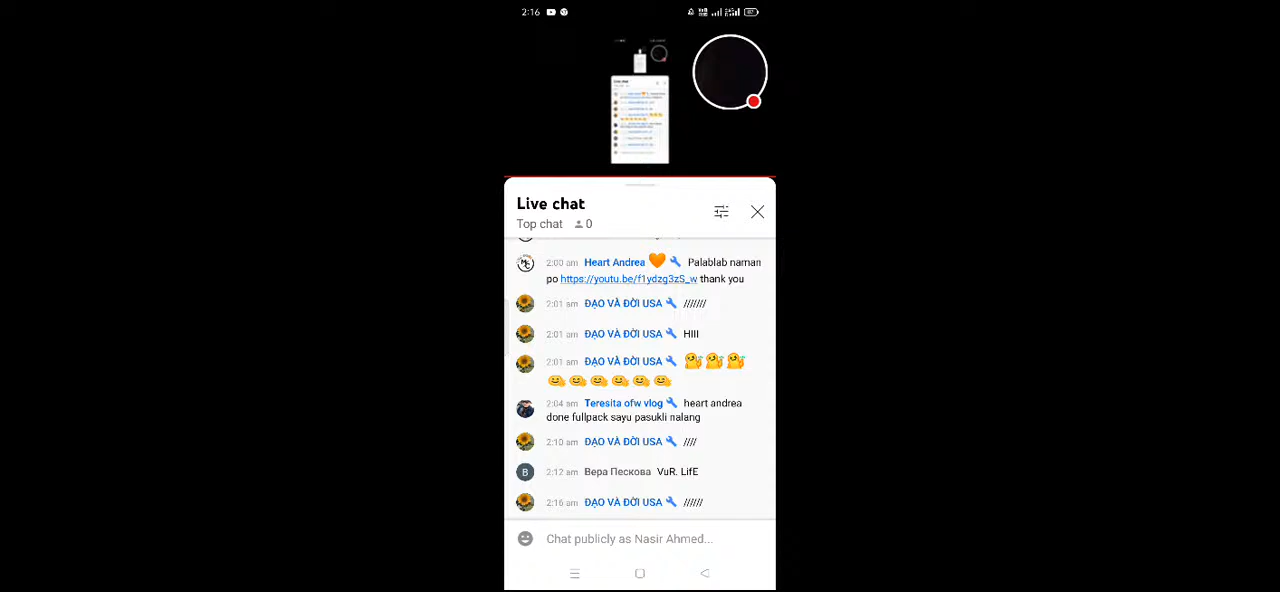 2:16
Live chat
Top chat 0
2:00 am Heart Andrea 🧡 Palablab naman
po https://youtu.be/f1ydzg3zS_w thank you
2:01 am ĐẠO VÀ ĐỜI USA ///////
2:01 am ĐẠO VÀ ĐỜI USA HIII
2:01 am ĐẠO VÀ ĐỜI USA
2:04 am Teresita ofw vlog heart andrea
done fullpack sayu pasukli nalang
2:10 am ĐẠO VÀ ĐỜI USA ////
B 2:12 am Вера Пескова VuR. LifE
2:16 am ĐẠO VÀ ĐỜI USA //////
Chat publicly as Nasir Ahmed...